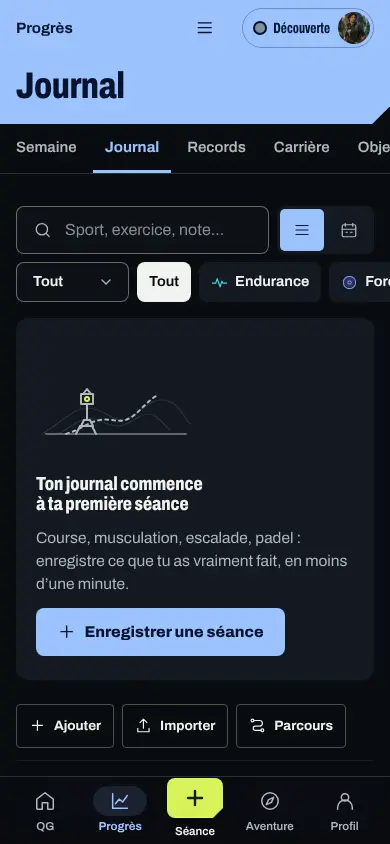 Progrès
Découverte
Journal
Semaine Journal Records Carrière Obje
Sport, exercice, note...
Tout Tout Endurance Forc
Ton journal commence
à ta première séance
Course, musculation, escalade, padel :
enregistre ce que tu as vraiment fait, en moins
d'une minute.
Enregistrer une séance
Ajouter Importer Parcours
QG Progrès Séance Aventure Profil